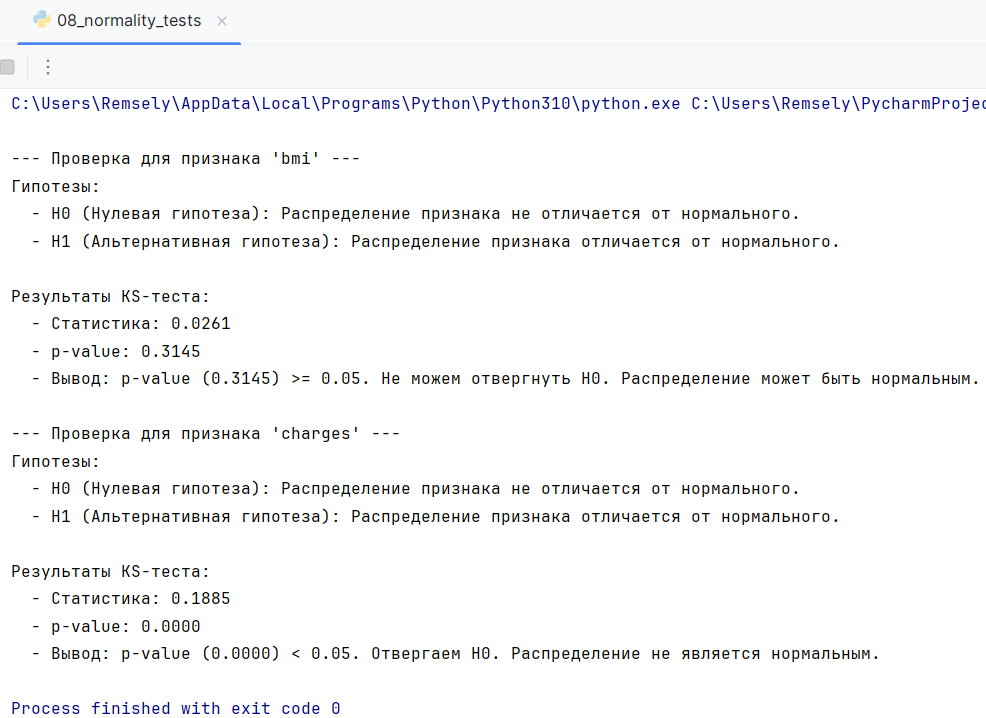 08_normality_tests
C:\Users\Remsely\AppData\Local\Programs\Python\Python310\python.exe C:\Users\Remsely\PycharmProjec
--- Проверка для признака 'bmi' ---
Гипотезы:
- H0 (Нулевая гипотеза): Распределение признака не отличается от нормального.
- H1 (Альтернативная гипотеза): Распределение признака отличается от нормального.
Результаты KS-теста:
- Статистика: 0.0261
- p-value: 0.3145
- Вывод: p-value (0.3145) >= 0.05. Не можем отвергнуть H0. Распределение может быть нормальным.
--- Проверка для признака 'charges' ---
Гипотезы:
- H0 (Нулевая гипотеза): Распределение признака не отличается от нормального.
- H1 (Альтернативная гипотеза): Распределение признака отличается от нормального.
Результаты KS-теста:
- Статистика: 0.1885
- p-value: 0.0000
- Вывод: p-value (0.0000) < 0.05. Отвергаем H0. Распределение не является нормальным.
Process finished with exit code 0